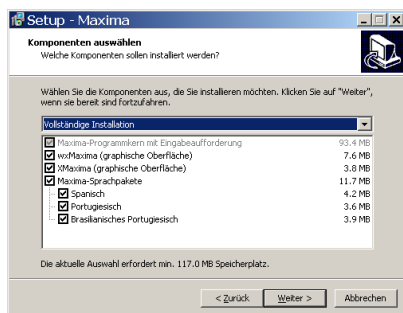 Setup - Maxima
Komponenten auswählen
Welche Komponenten sollen installiert werden?
Wählen Sie die Komponenten aus, die Sie installieren möchten. Klicken Sie auf "Weiter",
wenn sie bereit sind fortzufahren.
Vollständige Installation
Maxima-Programmkern mit Eingabeaufforderung 93.4 MB
wxMaxima (graphische Oberfläche) 7.6 MB
XMaxima (graphische Oberfläche) 3.8 MB
Maxima-Sprachpakete 11.7 MB
Spanisch 4.2 MB
Portugiesisch 3.6 MB
Brasilianisches Portugiesisch 3.9 MB
Die aktuelle Auswahl erfordert min. 117.0 MB Speicherplatz.
< Zurück Weiter > Abbrechen